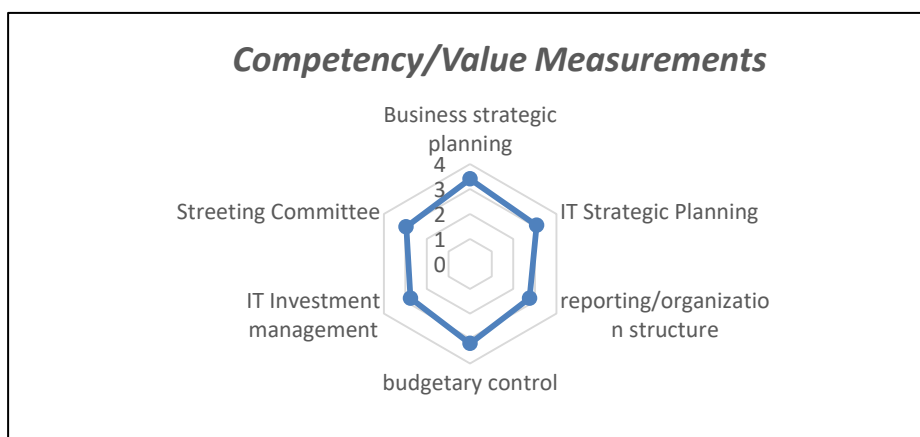 Competency/Value Measurements
Business strategic
planning
4
3
2
1
0
IT Strategic Planning
reporting/organizatio
n structure
budgetary control
IT Investment
management
Streeting Committee